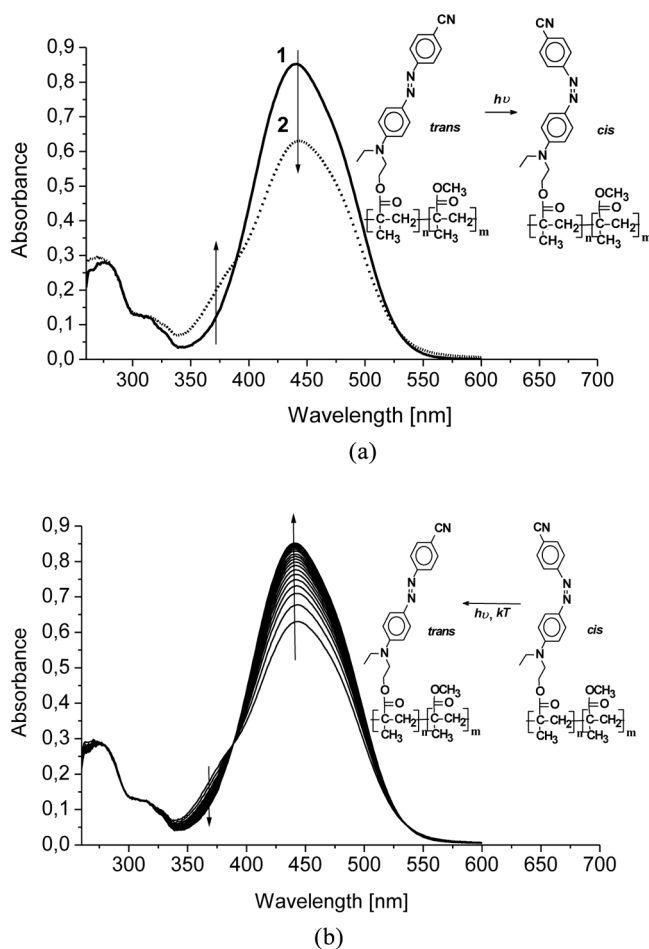 CN
CN
0,9
0,8
0,7
0,6
0,5
0,4
0,3
0,2
0,1
0,0
Absorbance
1
2
N
N
trans
hυ
N
N
cis
N
N
O
O
C=O
OCH3
C=O
C
CH2
n
C
CH2
m
CH3
CH3
C=O
OCH3
C=O
C
CH2
n
C
CH2
m
CH3
CH3
300 350 400 450 500 550 600 650 700
Wavelength [nm]
(a)
0,9
0,8
0,7
0,6
0,5
0,4
0,3
0,2
0,1
0,0
Absorbance
CN
CN
N
N
trans
hυ, kT
N
N
cis
N
N
O
O
C=O
OCH3
C=O
C
CH2
n
C
CH2
m
CH3
CH3
C=O
OCH3
C=O
C
CH2
n
C
CH2
m
CH3
CH3
300 350 400 450 500 550 600 650 700
Wavelength [nm]
(b)